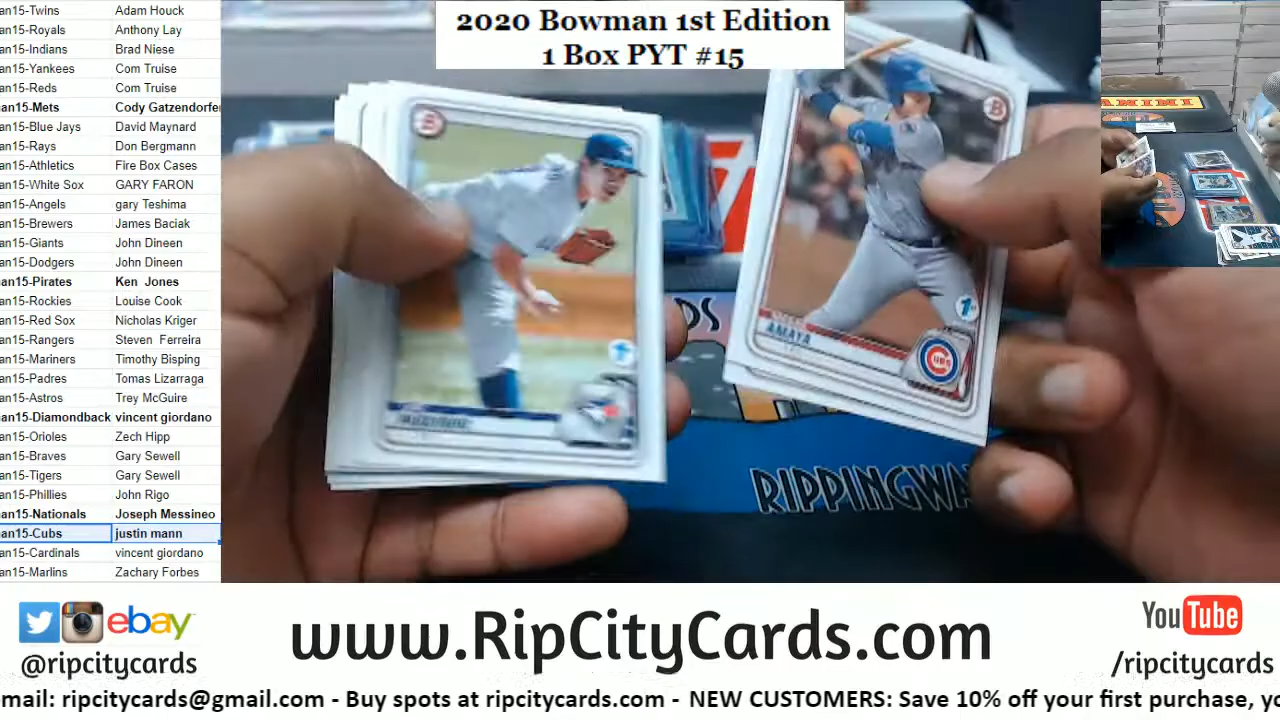 2020 Bowman 1st Edition
1 Box PYT #15
an15-Twins Adam Houck
an15-Royals Anthony Lay
an15-Indians Brad Niese
an15-Yankees Com Truise
an15-Reds Com Truise
an15-Mets Cody Gatzendorfe
an15-Blue Jays David Maynard
an15-Rays Don Bergmann
an15-Athletics Fire Box Cases
an15-White Sox GARY FARON
an15-Angels gary Teshima
an15-Brewers James Baciak
an15-Giants John Dineen
an15-Dodgers John Dineen
an15-Pirates Ken Jones
an15-Rockies Louise Cook
an15-Red Sox Nicholas Kriger
an15-Rangers Steven Ferreira
an15-Mariners Timothy Bisping
an15-Padres Tomas Lizarraga
an15-Astros Trey McGuire
an15-Diamondback vincent giordano
an15-Orioles Zech Hipp
an15-Braves Gary Sewell
an15-Tigers Gary Sewell
an15-Phillies John Rigo
an15-Nationals Joseph Messineo
an15-Cubs justin mann
an15-Cardinals vincent giordano
an15-Marlins Zachary Forbes
B
B
1st
AMAYA
CUBS
DS
RIPPINGWA
ANINI
ebay
@ripcitycards
www.RipCityCards.com
YouTube
/ripcitycards
mail: ripcitycards@gmail.com - Buy spots at ripcitycards.com - NEW CUSTOMERS: Save 10% off your first purchase, yo